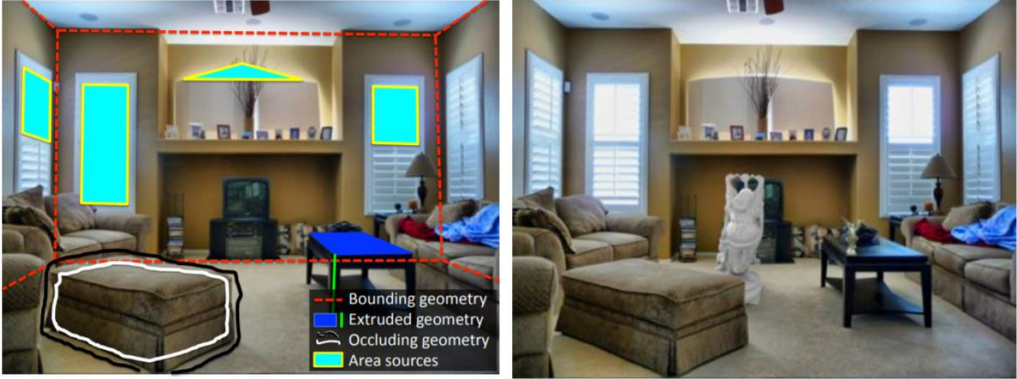 Bounding geometry
Extruded geometry
Occluding geometry
Area sources